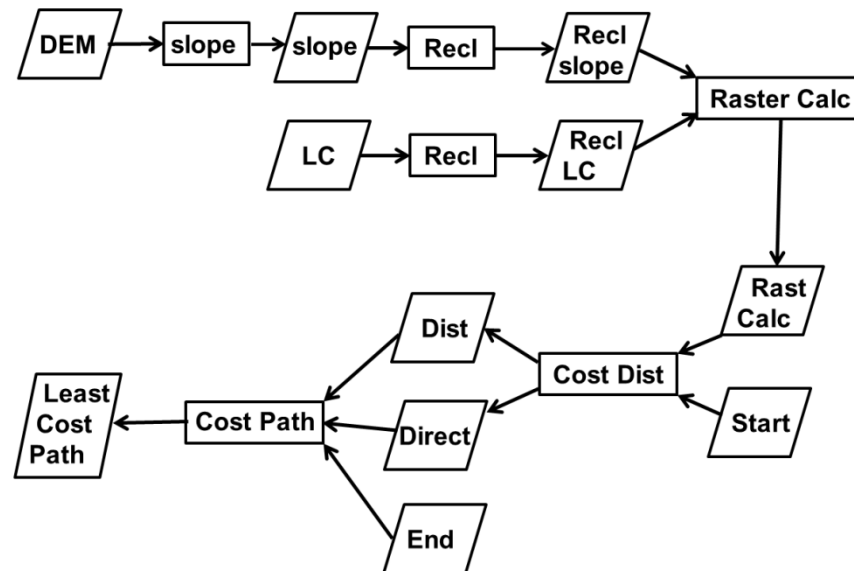 DEM
slope
slope
Recl
Recl
slope
Raster Calc
LC
Recl
Recl
LC
Rast
Calc
Dist
Cost Dist
Least
Cost
Path
Cost Path
Direct
Start
End